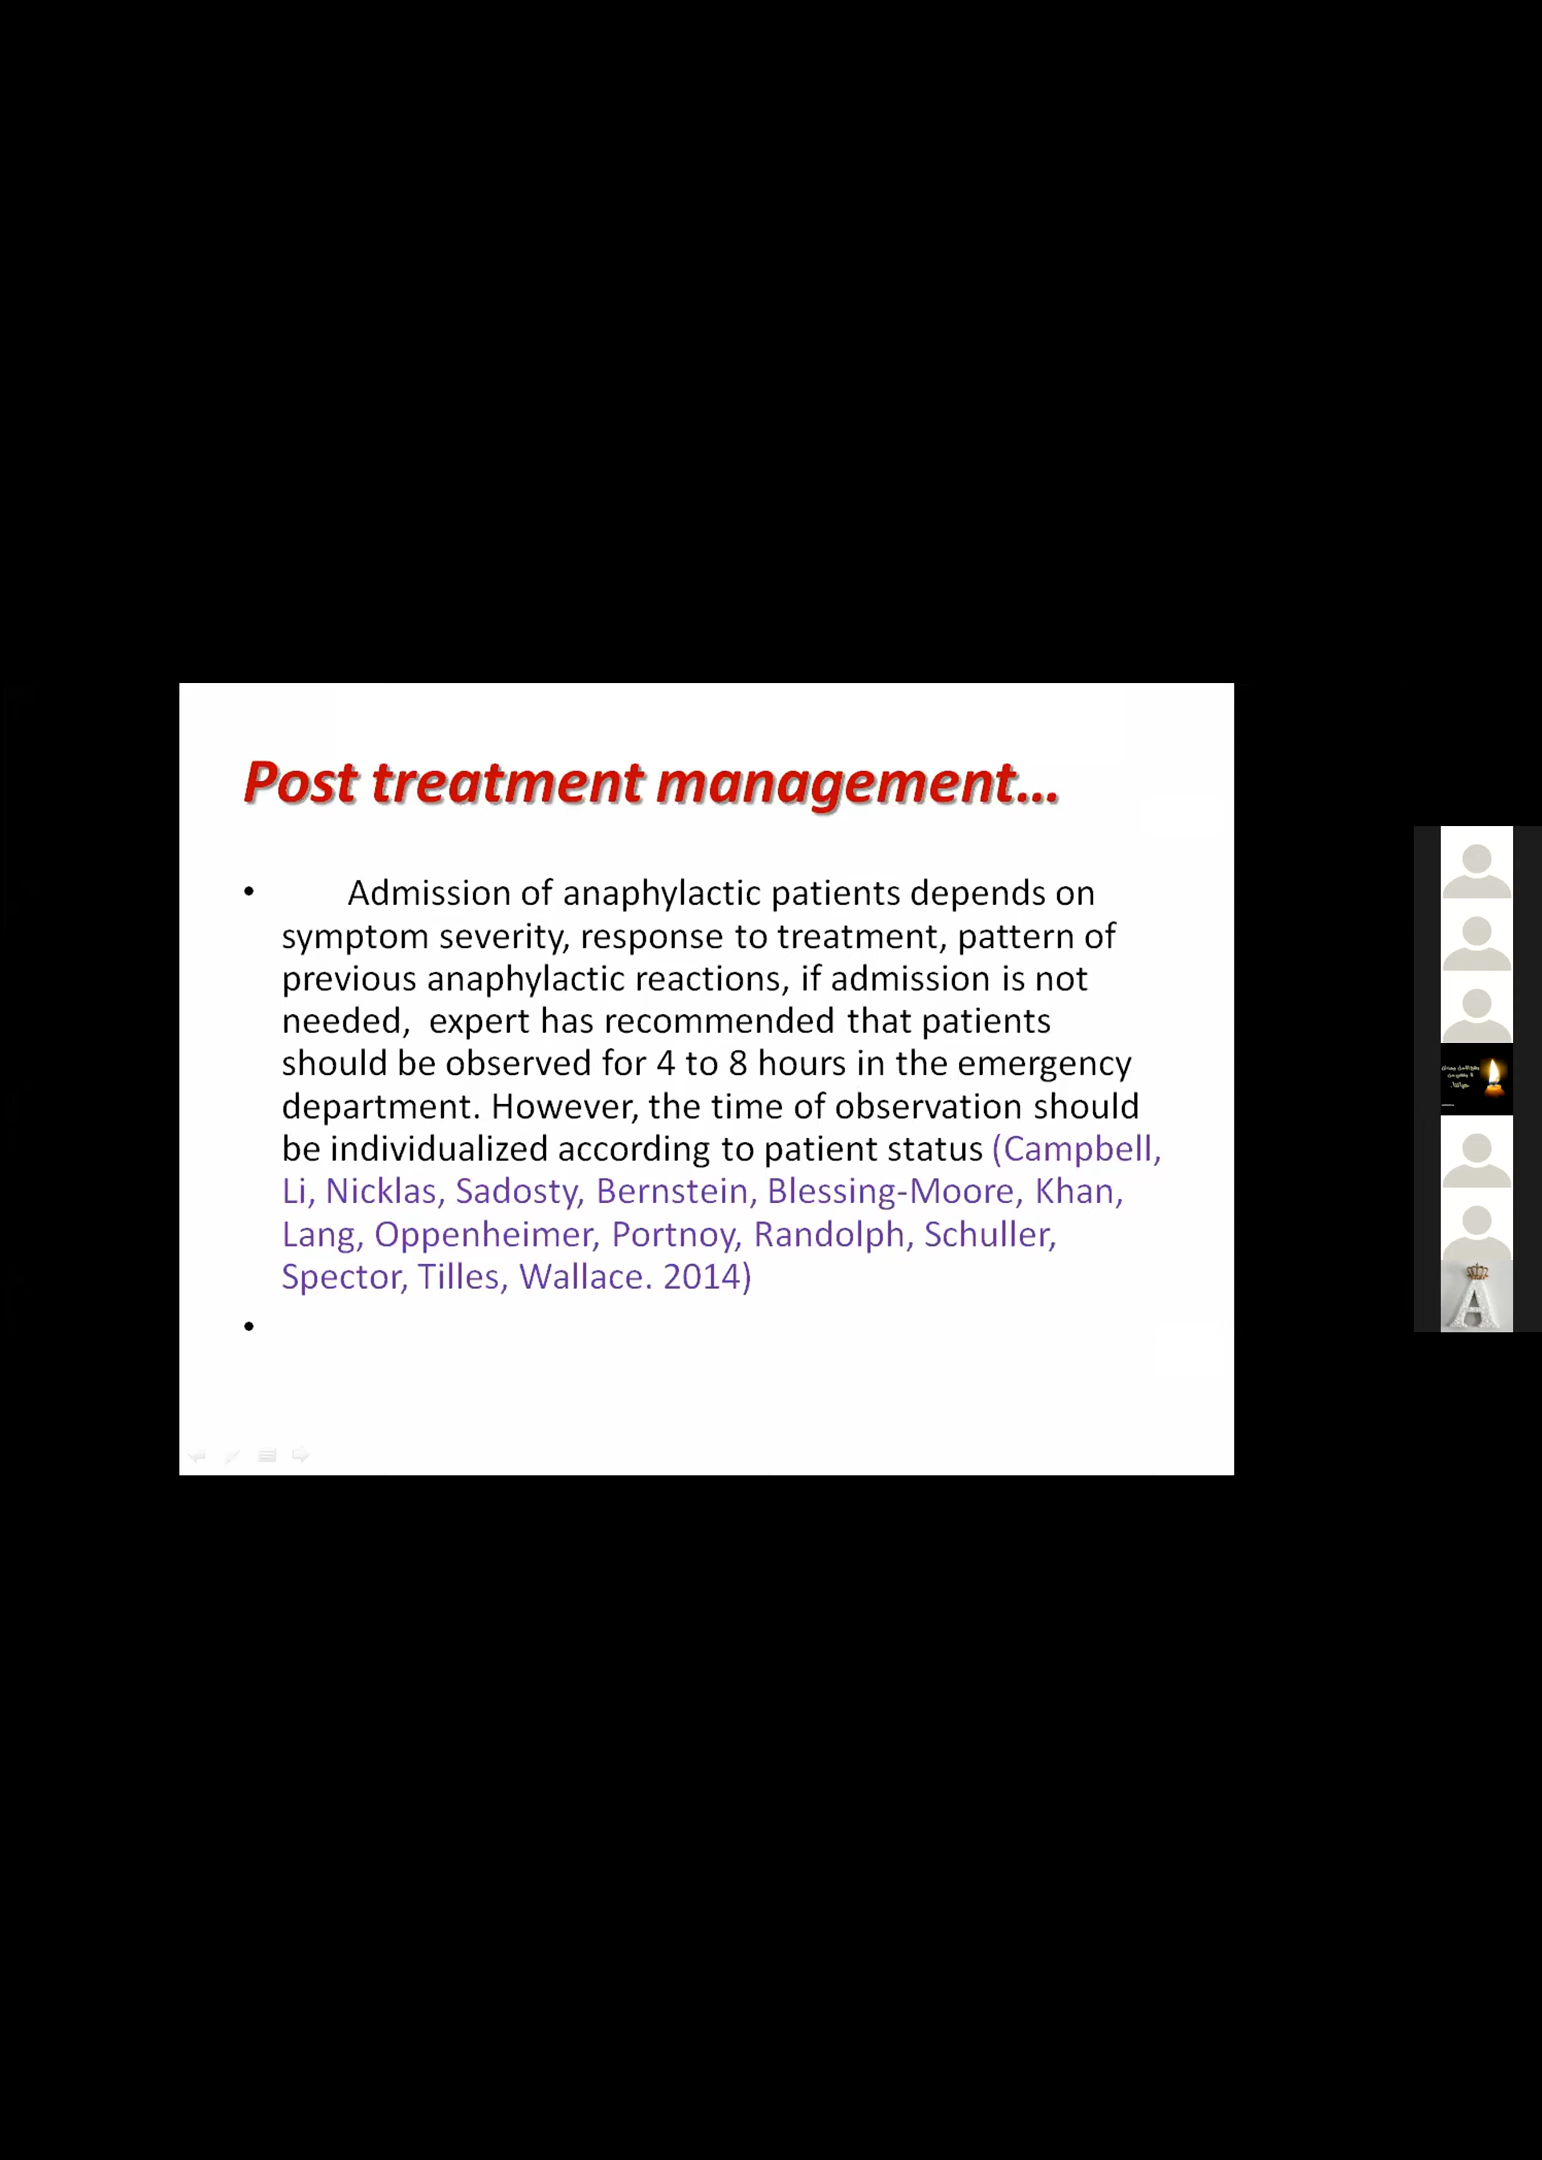 Post treatment management...
• Admission of anaphylactic patients depends on
symptom severity, response to treatment, pattern of
previous anaphylactic reactions, if admission is not
needed,  expert has recommended that patients
should be observed for 4 to 8 hours in the emergency
department. However, the time of observation should
be individualized according to patient status (Campbell,
Li, Nicklas, Sadosty, Bernstein, Blessing-Moore, Khan,
Lang, Oppenheimer, Portnoy, Randolph, Schuller,
Spector, Tilles, Wallace. 2014)
•
A